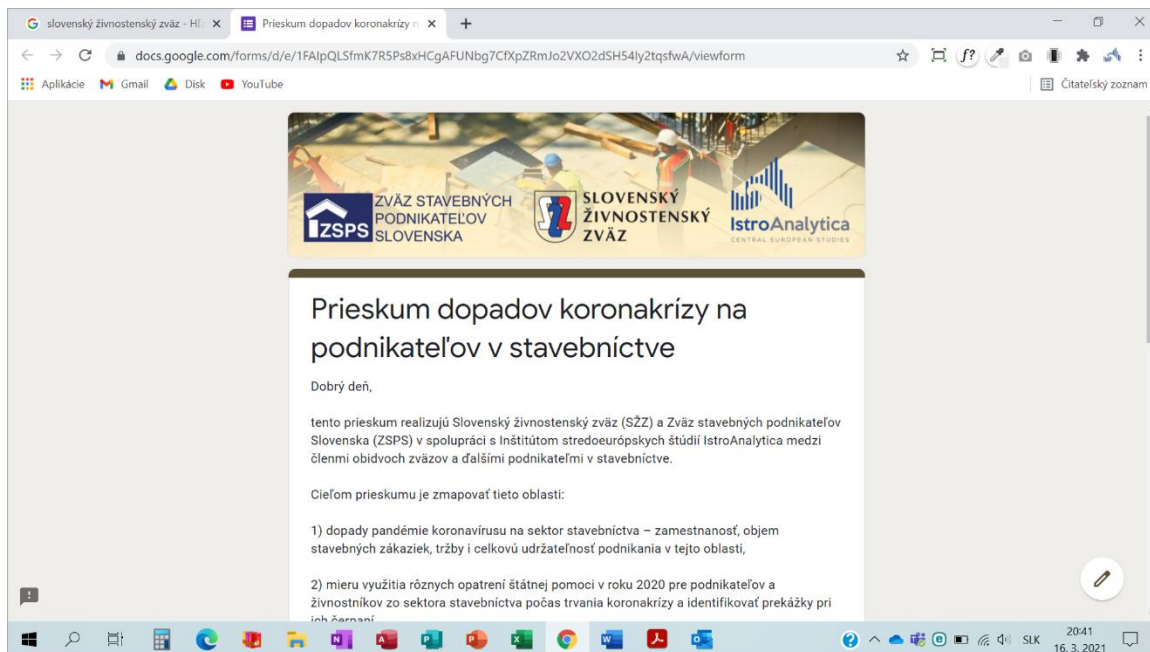 slovenský živnostenský zväz - Hľa
Prieskum dopadov koronakrízy n
docs.google.com/forms/d/e/1FAIpQLSfmK7R5Ps8xHCgAFUNbg7CfXpZRmJo2VXO2dSH54Iy2tqsfwA/viewform
f?
Aplikácie Gmail Disk YouTube Čitateľský zoznam
ZSPS
ZVÄZ STAVEBNÝCH
PODNIKATEĽOV
SLOVENSKA
SLOVENSKÝ
ŽIVNOSTENSKÝ
ZVÄZ
IstroAnalytica
CENTRAL EUROPEAN STUDIES
Prieskum dopadov koronakrízy na
podnikateľov v stavebníctve
Dobrý deň,
tento prieskum realizujú Slovenský živnostenský zväz (SŽZ) a Zväz stavebných podnikateľov
Slovenska (ZSPS) v spolupráci s Inštitútom stredoeurópskych štúdií IstroAnalytica medzi
členmi obidvoch zväzov a ďalšími podnikateľmi v stavebníctve.
Cieľom prieskumu je zmapovať tieto oblasti:
1) dopady pandémie koronavírusu na sektor stavebníctva – zamestnanosť, objem
stavebných zákaziek, tržby i celkovú udržateľnosť podnikania v tejto oblasti,
2) mieru využitia rôznych opatrení štátnej pomoci v roku 2020 pre podnikateľov a
živnostníkov zo sektora stavebníctva počas trvania koronakrízy a identifikovať prekážky pri
ich čerpaní
SLK
20:41
16. 3. 2021